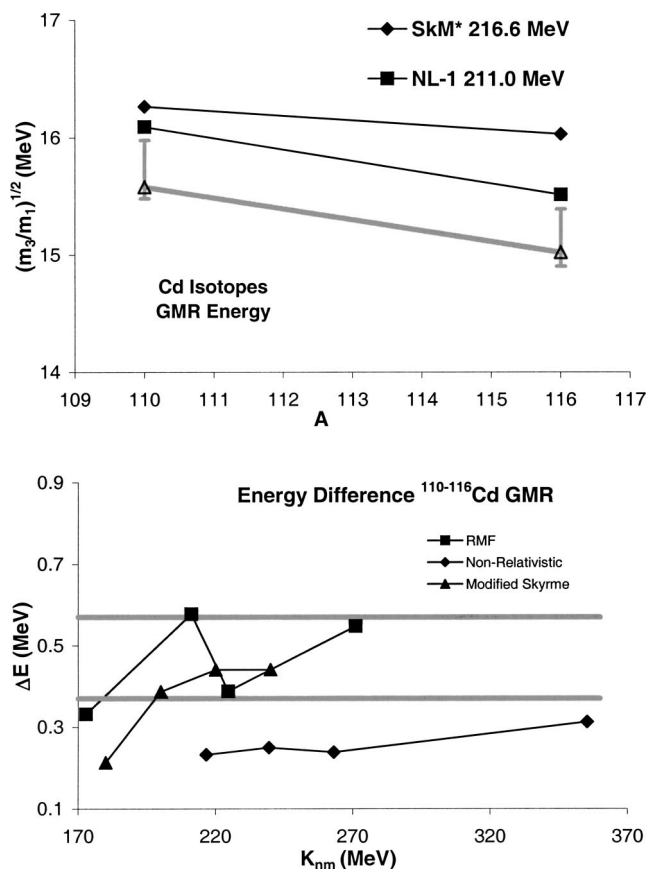 17
SkM* 216.6 MeV
NL-1 211.0 MeV
16
(m₃/m₁)^1/2 (MeV)
15
Cd Isotopes
GMR Energy
14
109 110 111 112 113 114 115 116 117
A
0.9
Energy Difference ¹¹⁰⁻¹¹⁶Cd GMR
RMF
Non-Relativistic
Modified Skyrme
0.7
ΔE (MeV)
0.5
0.3
0.1
170 220 270 320 370
Kₙₘ (MeV)